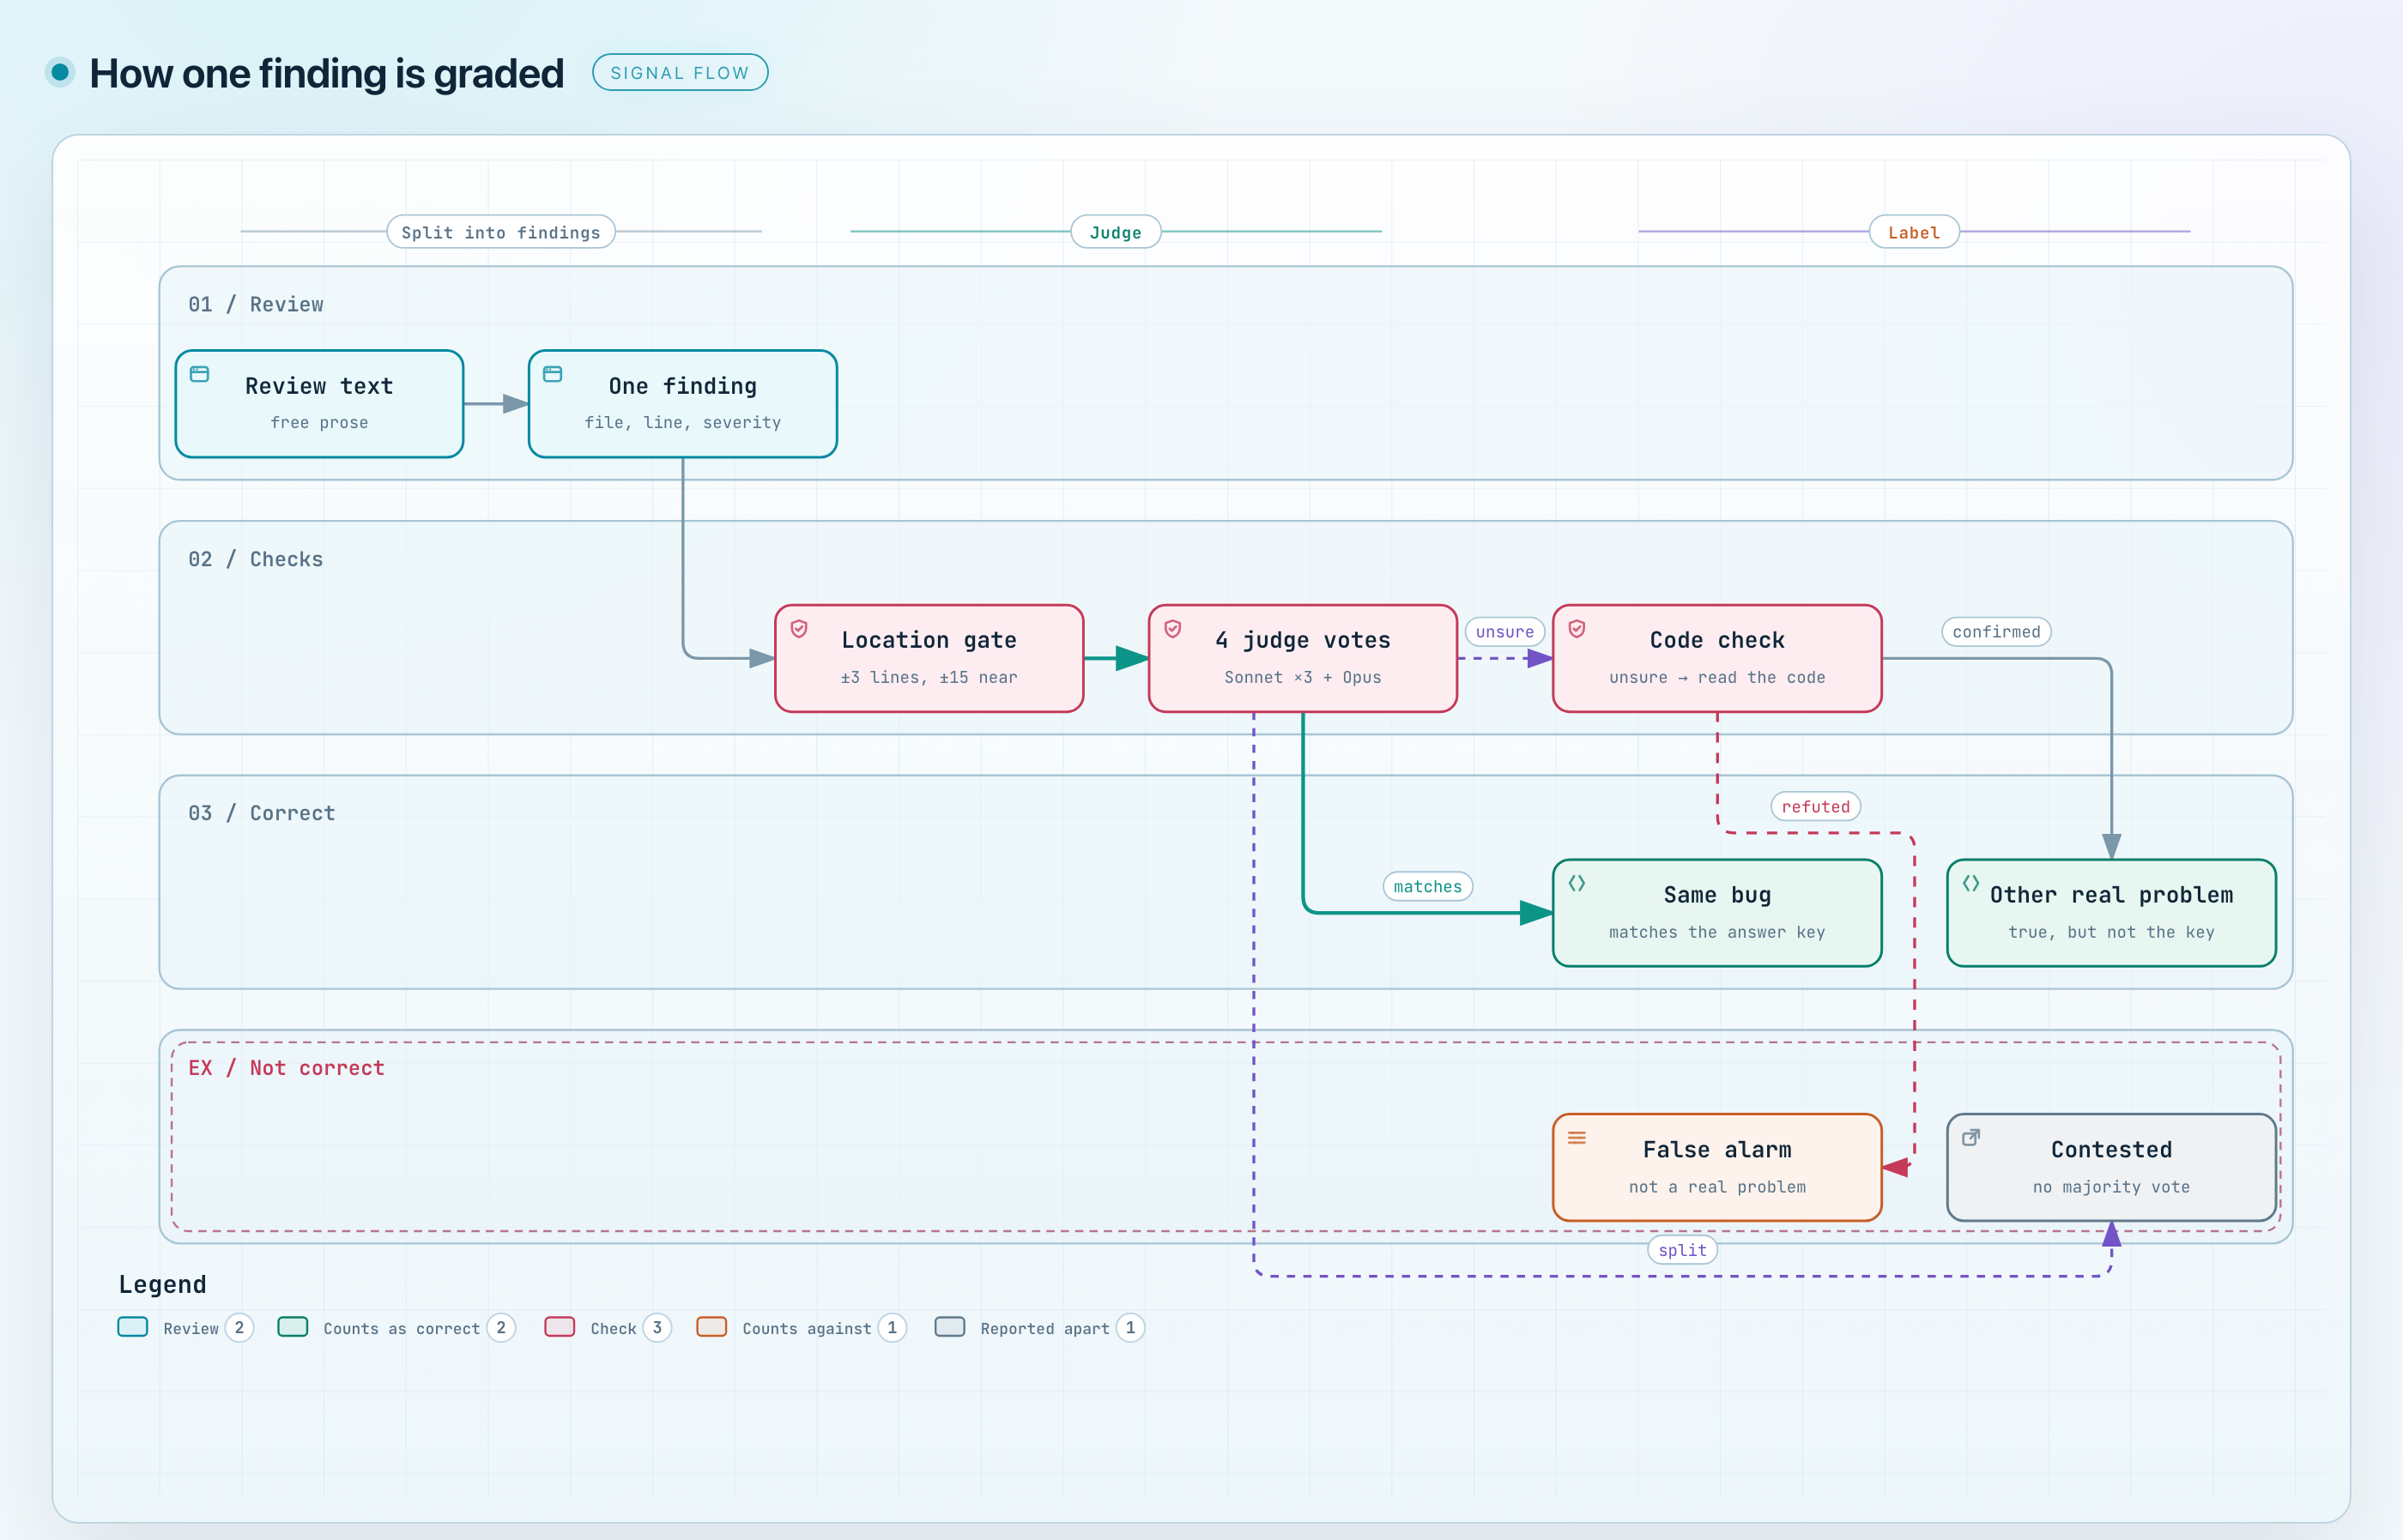 How one finding is graded
SIGNAL FLOW
Split into findings
Judge
Label
01 / Review
Review text
free prose
One finding
file, line, severity
02 / Checks
Location gate
±3 lines, ±15 near
4 judge votes
Sonnet ×3 + Opus
unsure
Code check
unsure → read the code
confirmed
03 / Correct
refuted
matches
Same bug
matches the answer key
Other real problem
true, but not the key
EX / Not correct
False alarm
not a real problem
Contested
no majority vote
split
Legend
Review 2
Counts as correct 2
Check 3
Counts against 1
Reported apart 1